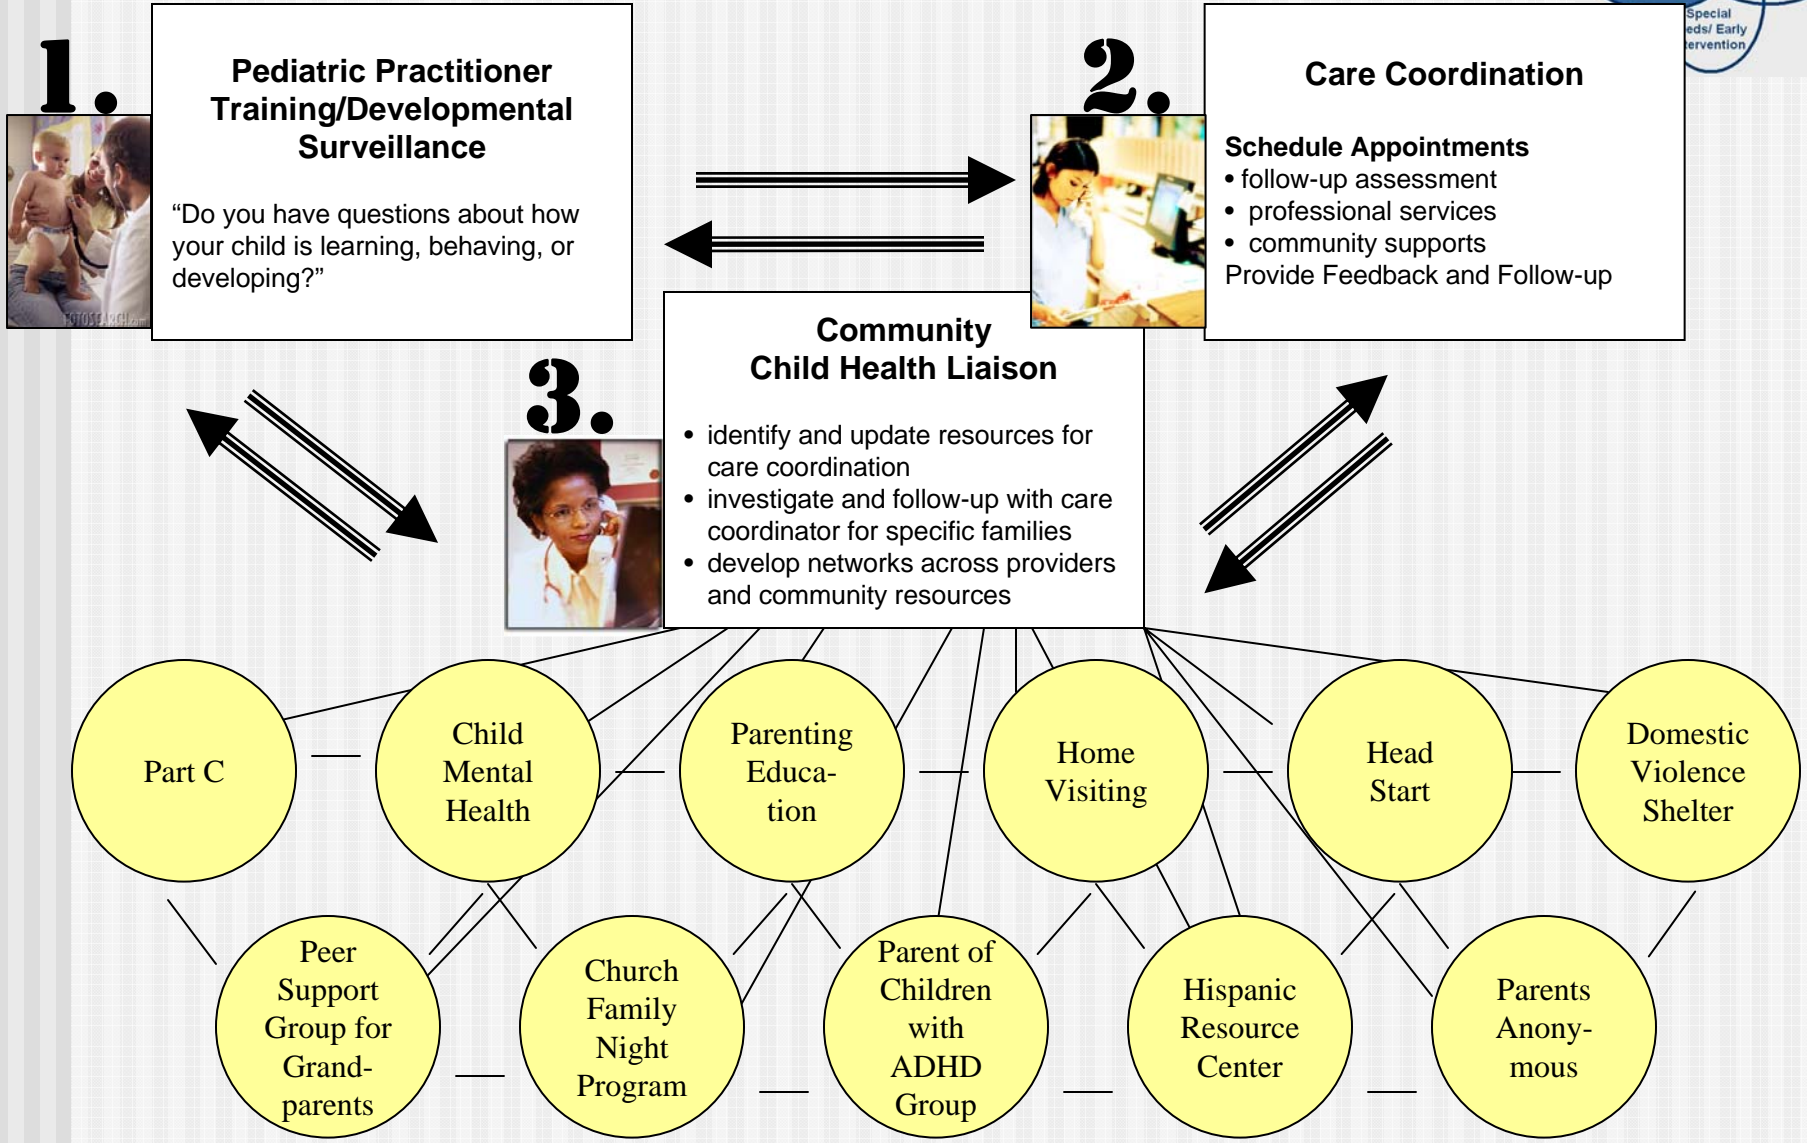 1.
Pediatric Practitioner
Training/Developmental
Surveillance
“Do you have questions about how
your child is learning, behaving, or
developing?”
2.
Care Coordination
Schedule Appointments
• follow-up assessment
• professional services
• community supports
Provide Feedback and Follow-up
Special
eds/ Early
tervention
3.
Community
Child Health Liaison
• identify and update resources for
care coordination
• investigate and follow-up with care
coordinator for specific families
• develop networks across providers
and community resources
Part C
Child
Mental
Health
Parenting
Educa-
tion
Home
Visiting
Head
Start
Domestic
Violence
Shelter
Peer
Support
Group for
Grand-
parents
Church
Family
Night
Program
Parent of
Children
with
ADHD
Group
Hispanic
Resource
Center
Parents
Anony-
mous